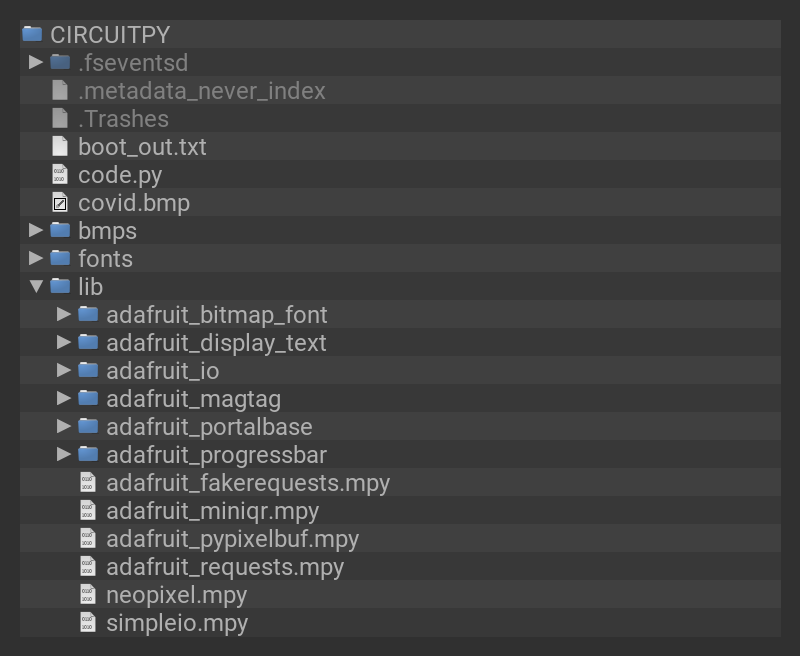 CIRCUITPY
.fseventsd
.metadata_never_index
.Trashes
boot_out.txt
code.py
covid.bmp
bmps
fonts
lib
adafruit_bitmap_font
adafruit_display_text
adafruit_io
adafruit_magtag
adafruit_portalbase
adafruit_progressbar
adafruit_fakerequests.mpy
adafruit_miniqr.mpy
adafruit_pypixelbuf.mpy
adafruit_requests.mpy
neopixel.mpy
simpleio.mpy